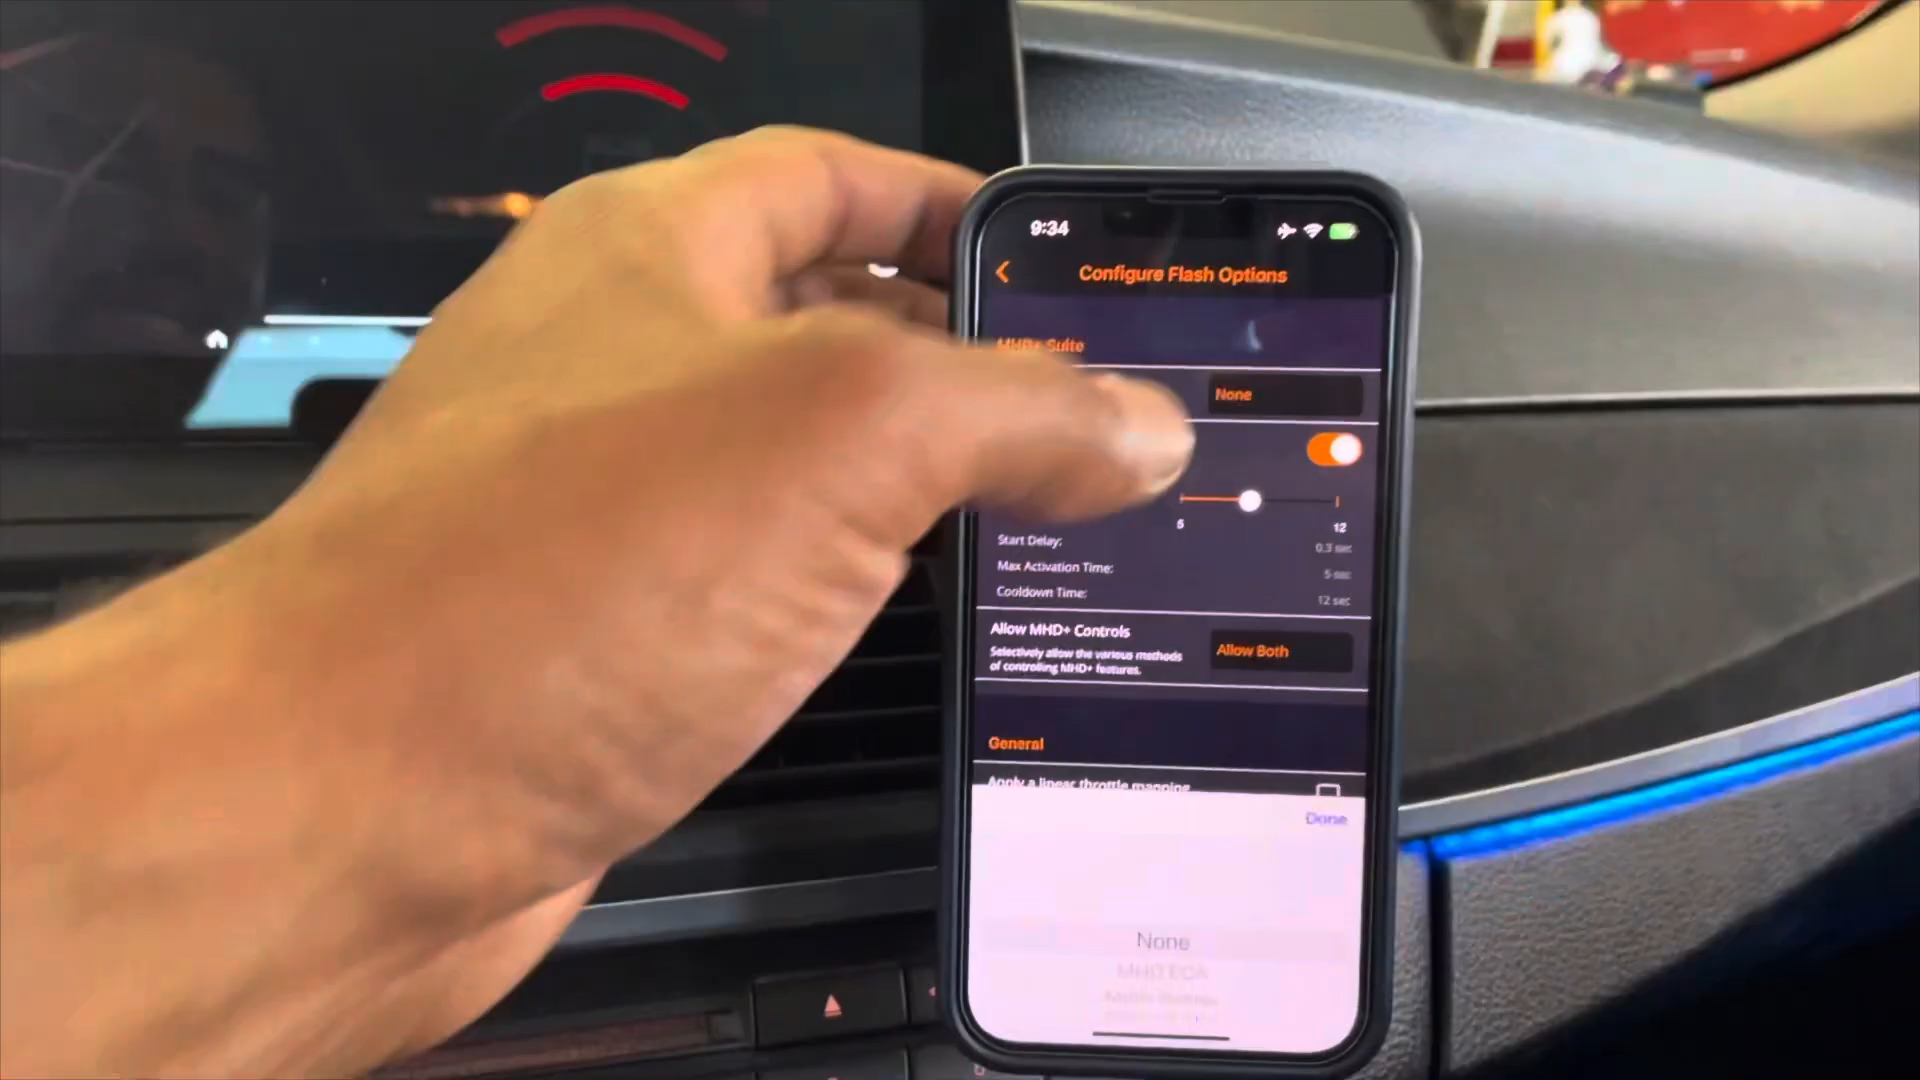 9:34
Configure Flash Options
MHD+ Suite
None
5
12
Start Delay:
0.3 sec
Max Activation Time:
5 sec
Cooldown Time:
12 sec
Allow MHD+ Controls
Allow Both
Selectively allow the various methods
of controlling MHD+ features.
General
Apply a linear throttle mapping
Done
None